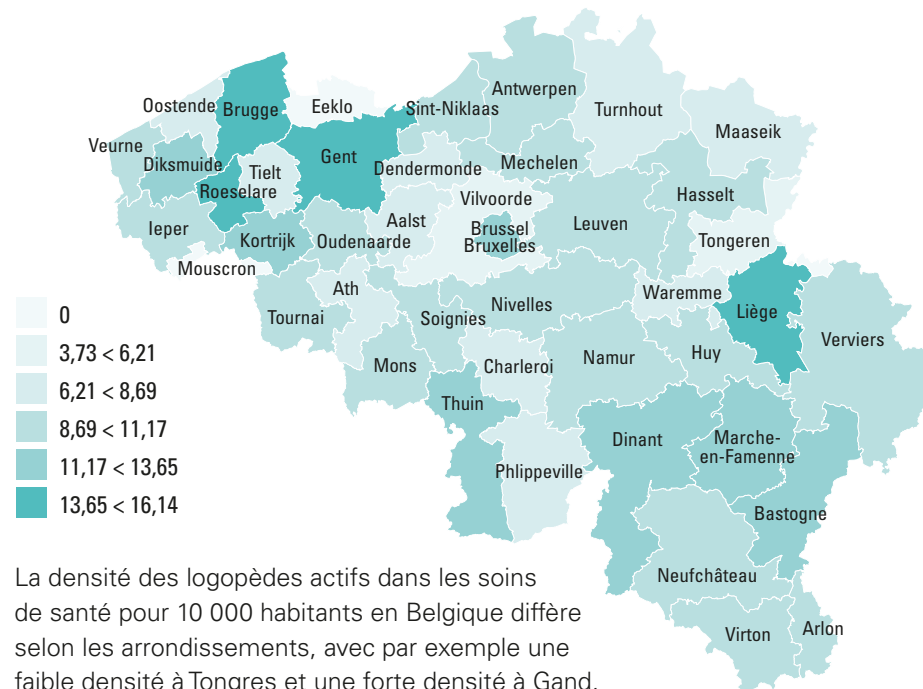 Oostende
Brugge
Eeklo
Sint-Niklaas
Antwerpen
Turnhout
Maaseik
Veurne
Diksmuide
Tielt
Gent
Dendermonde
Mechelen
Roeselare
Vilvoorde
Hasselt
Ieper
Kortrijk
Oudenaarde
Aalst
Brussel
Bruxelles
Leuven
Tongeren
Mouscron
Ath
Waremme
Tournai
Soignies
Nivelles
Liège
Verviers
Mons
Charleroi
Namur
Huy
Thuin
Dinant
Marche-
en-Famenne
Phlippeville
Bastogne
Neufchâteau
Virton
Arlon
0
3,73 < 6,21
6,21 < 8,69
8,69 < 11,17
11,17 < 13,65
13,65 < 16,14
La densité des logopèdes actifs dans les soins
de santé pour 10 000 habitants en Belgique diffère
selon les arrondissements, avec par exemple une
faible densité à Tongres et une forte densité à Gand.